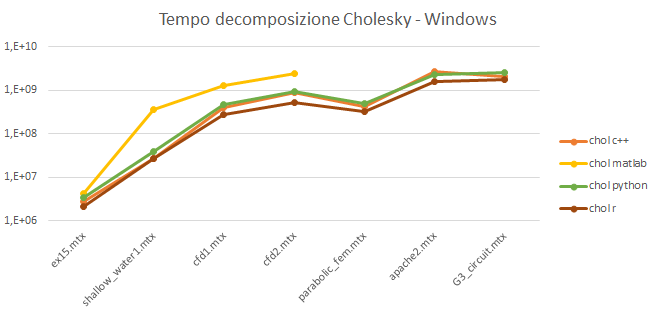 Tempo decomposizione Cholesky - Windows
1,E+10
1,E+09
1,E+08
1,E+07
1,E+06
ex15.mtx
shallow_water1.mtx
cfd1.mtx
cfd2.mtx
parabolic_fem.mtx
apache2.mtx
G3_circuit.mtx
chol c++
chol matlab
chol python
chol r